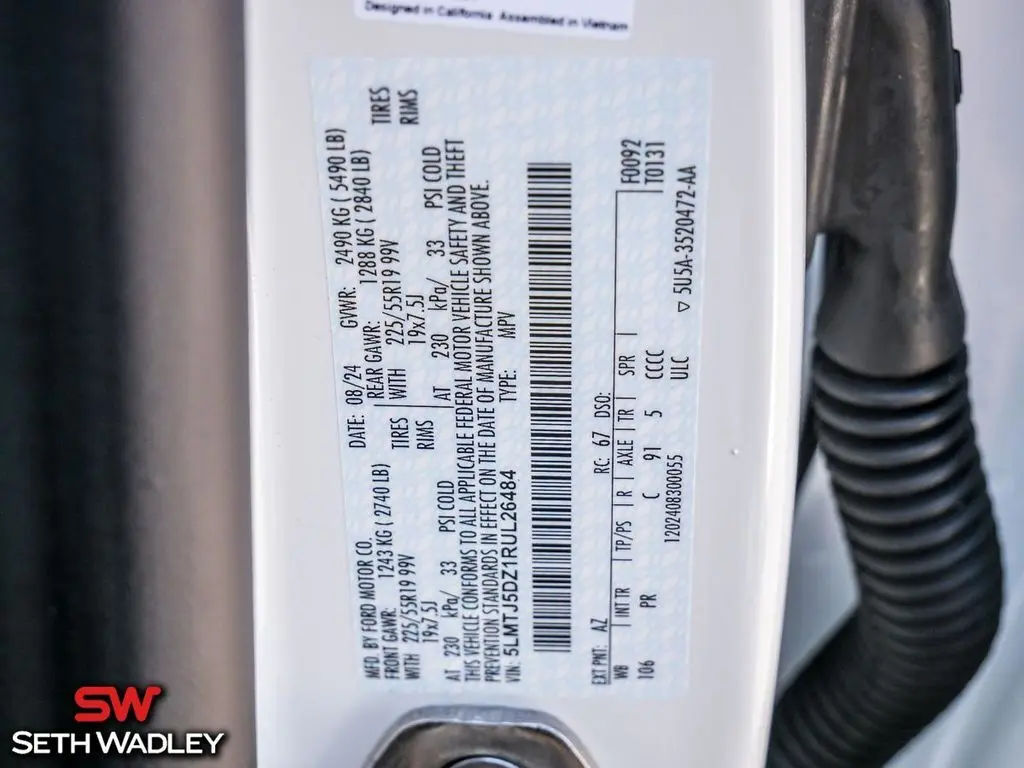 Designed in California Assembled in Vietnam
MFD. BY FORD MOTOR CO. DATE: 08/24 GVWR: 2490 KG ( 5490 LB)
FRONT GAWR: 1243 KG ( 2740 LB) REAR GAWR: 1288 KG ( 2840 LB)
WITH 225/55R19 99V TIRES WITH 225/55R19 99V TIRES
19x7.5J RIMS 19x7.5J RIMS
AT 230 kPa/ 33 PSI COLD AT 230 kPa/ 33 PSI COLD
THIS VEHICLE CONFORMS TO ALL APPLICABLE FEDERAL MOTOR VEHICLE SAFETY AND THEFT
PREVENTION STANDARDS IN EFFECT ON THE DATE OF MANUFACTURE SHOWN ABOVE.
VIN: 5LMTJ5DZ1RUL26484 TYPE: MPV
EXT PNT: AZ RC: 67 DSO: F0092
WB INT TR TP/PS R AXLE TR SPR T0131
106 PR C 91 5 CCCC
1202408300055 ULC
▽ 5U5A-3520472-AA
SW
SETH WADLEY